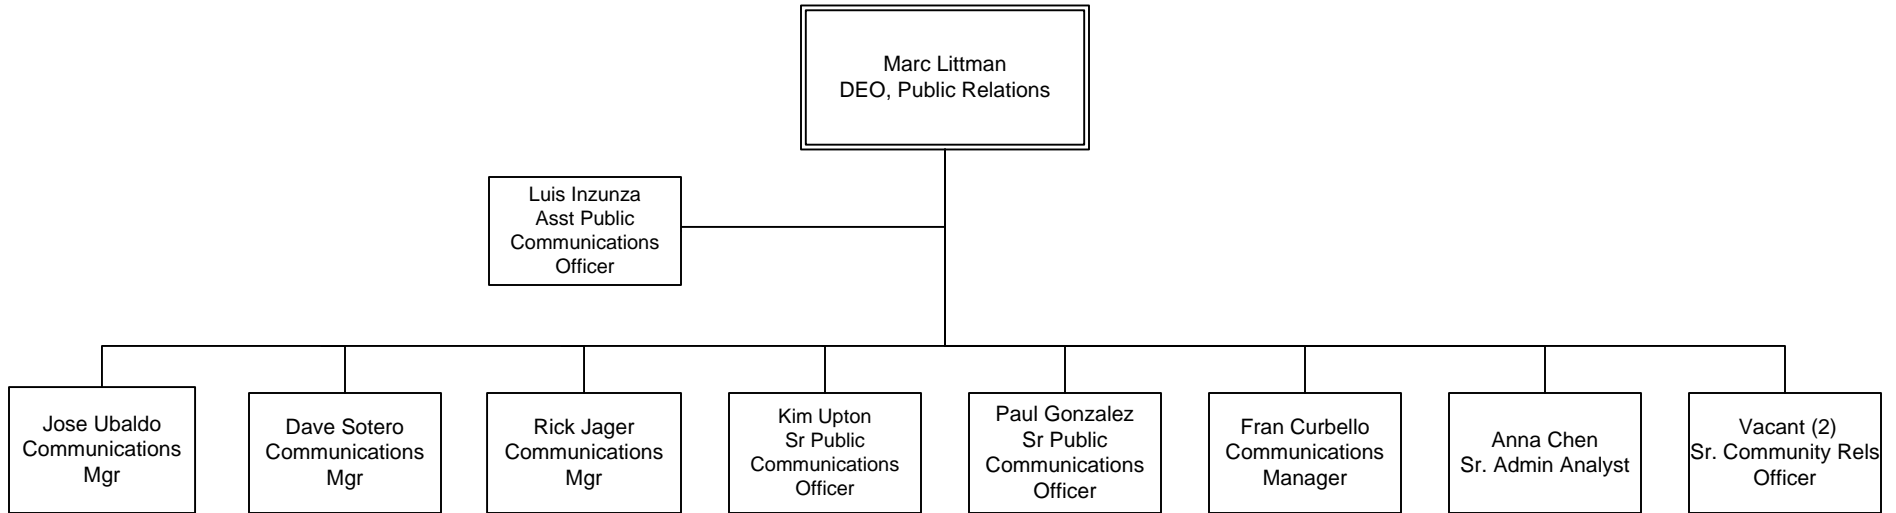 Marc Littman
DEO, Public Relations
Luis Inzunza
Asst Public
Communications
Officer
Jose Ubaldo
Communications
Mgr
Dave Sotero
Communications
Mgr
Rick Jager
Communications
Mgr
Kim Upton
Sr Public
Communications
Officer
Paul Gonzalez
Sr Public
Communications
Officer
Fran Curbello
Communications
Manager
Anna Chen
Sr. Admin Analyst
Vacant (2)
Sr. Community Rels
Officer